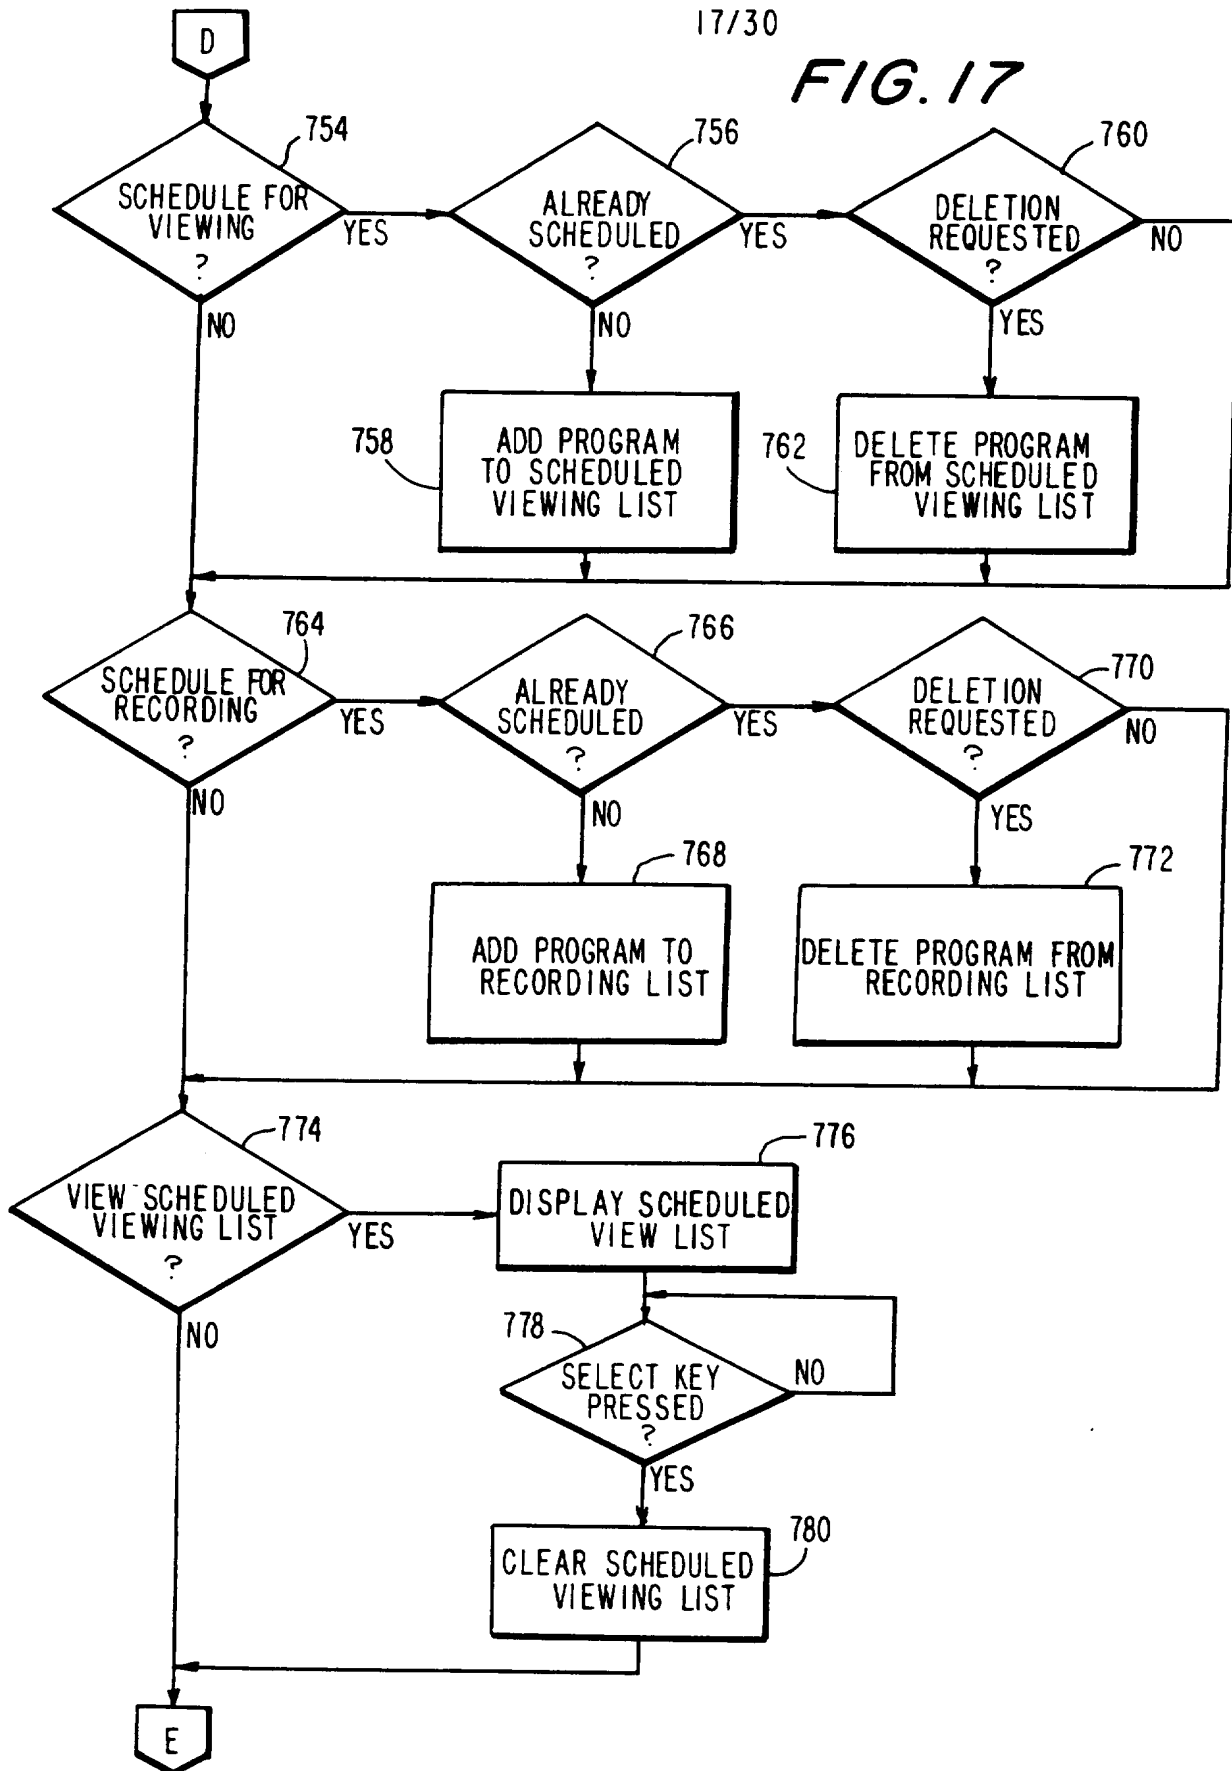 17/30
FIG. 17
D
754
SCHEDULE FOR
VIEWING
?
YES
NO
756
ALREADY
SCHEDULED
?
YES
NO
760
DELETION
REQUESTED
?
NO
YES
758
ADD PROGRAM
TO SCHEDULED
VIEWING LIST
762
DELETE PROGRAM
FROM SCHEDULED
VIEWING LIST
764
SCHEDULE FOR
RECORDING
?
YES
NO
766
ALREADY
SCHEDULED
?
YES
NO
770
DELETION
REQUESTED
?
NO
YES
768
ADD PROGRAM TO
RECORDING LIST
772
DELETE PROGRAM FROM
RECORDING LIST
774
VIEW SCHEDULED
VIEWING LIST
?
YES
NO
776
DISPLAY SCHEDULED
VIEW LIST
778
SELECT KEY
PRESSED
?
NO
YES
780
CLEAR SCHEDULED
VIEWING LIST
E